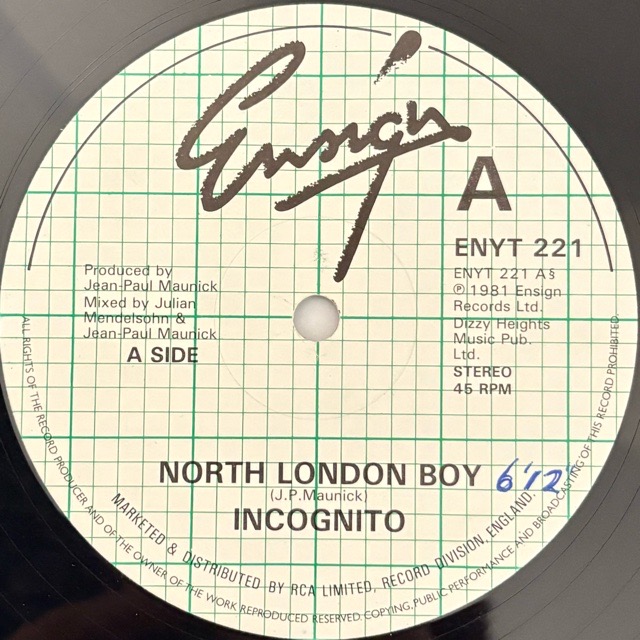 Ensign
A
ENYT 221
Produced by
Jean-Paul Maunick
Mixed by Julian
Mendelsohn &
Jean-Paul Maunick
A SIDE
ENYT 221 A§
℗ 1981 Ensign
Records Ltd.
Dizzy Heights
Music Pub.
Ltd.
STEREO
45 RPM
NORTH LONDON BOY 6'12"
(J.P.Maunick)
INCOGNITO
MARKETED & DISTRIBUTED BY RCA LIMITED, RECORD DIVISION, ENGLAND.
ALL RIGHTS OF THE RECORD PRODUCER AND OF THE OWNER OF THE WORK REPRODUCED RESERVED. COPYING, PUBLIC PERFORMANCE AND BROADCASTING OF THIS RECORD PROHIBITED.